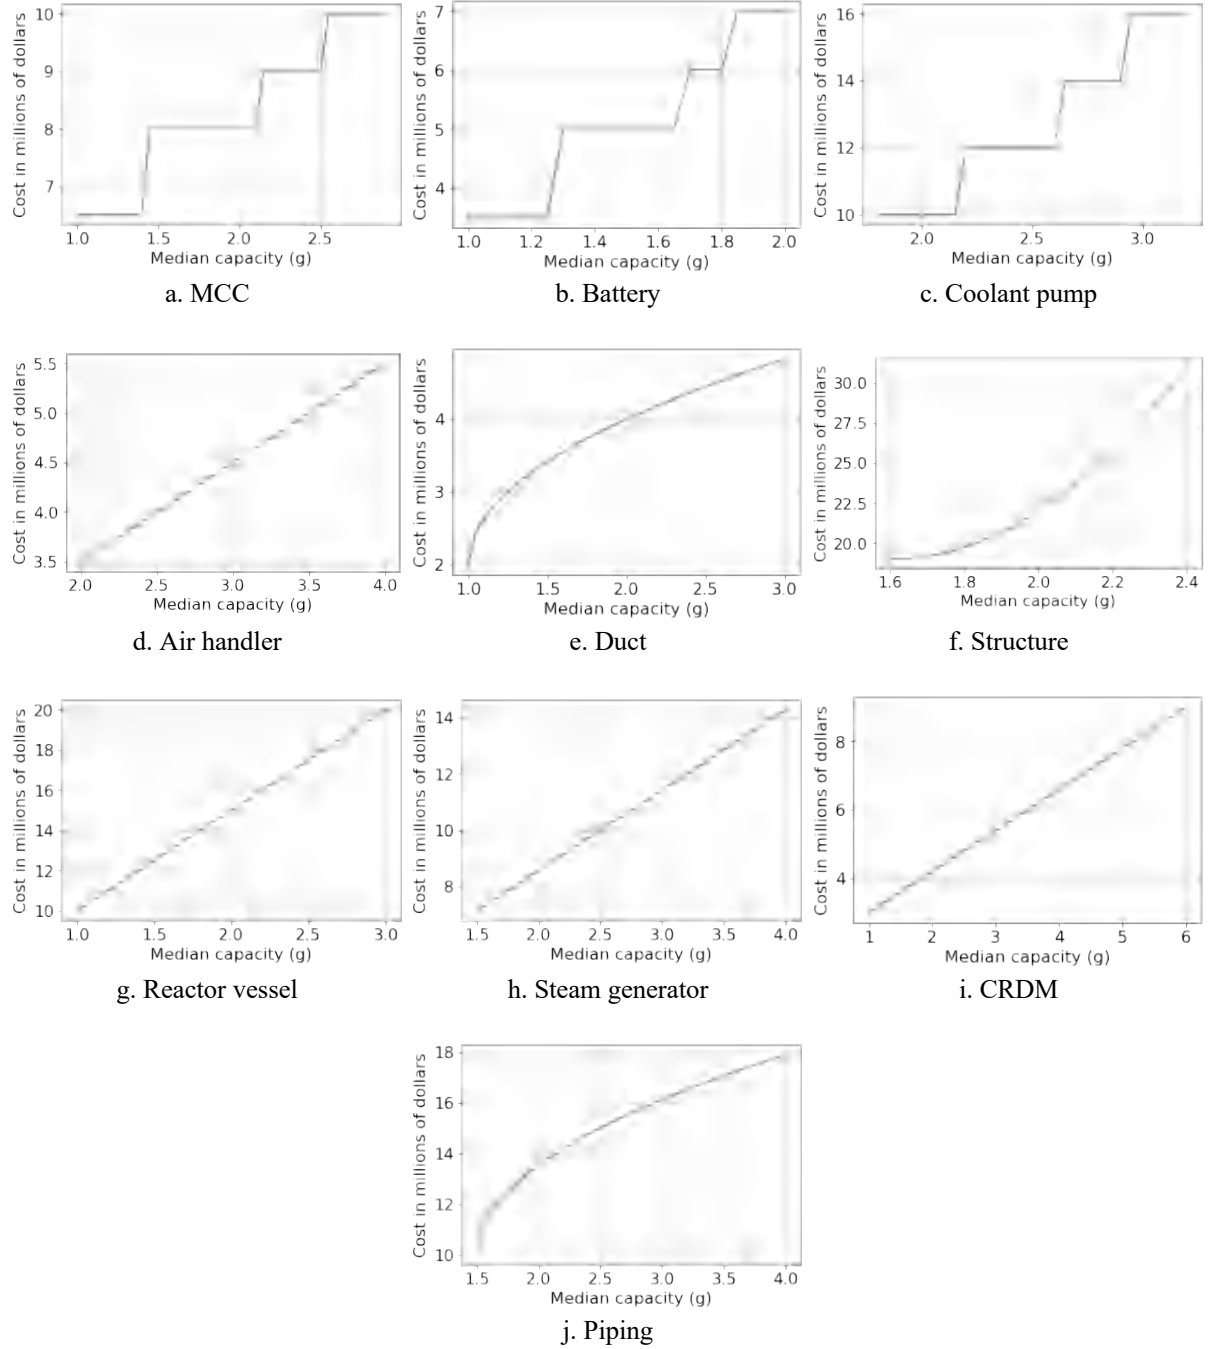 Cost in millions of dollars
10
9
8
7
1.0 1.5 2.0 2.5
Median capacity (g)
a. MCC
Cost in millions of dollars
7
6
5
4
1.0 1.2 1.4 1.6 1.8 2.0
Median capacity (g)
b. Battery
Cost in millions of dollars
16
14
12
10
2.0 2.5 3.0
Median capacity (g)
c. Coolant pump
Cost in millions of dollars
5.5
5.0
4.5
4.0
3.5
2.0 2.5 3.0 3.5 4.0
Median capacity (g)
d. Air handler
Cost in millions of dollars
4
3
2
1.0 1.5 2.0 2.5 3.0
Median capacity (g)
e. Duct
Cost in millions of dollars
30.0
27.5
25.0
22.5
20.0
1.6 1.8 2.0 2.2 2.4
Median capacity (g)
f. Structure
Cost in millions of dollars
20
18
16
14
12
10
1.0 1.5 2.0 2.5 3.0
Median capacity (g)
g. Reactor vessel
Cost in millions of dollars
14
12
10
8
1.5 2.0 2.5 3.0 3.5 4.0
Median capacity (g)
h. Steam generator
Cost in millions of dollars
8
6
4
1 2 3 4 5 6
Median capacity (g)
i. CRDM
Cost in millions of dollars
18
16
14
12
10
1.5 2.0 2.5 3.0 3.5 4.0
Median capacity (g)
j. Piping